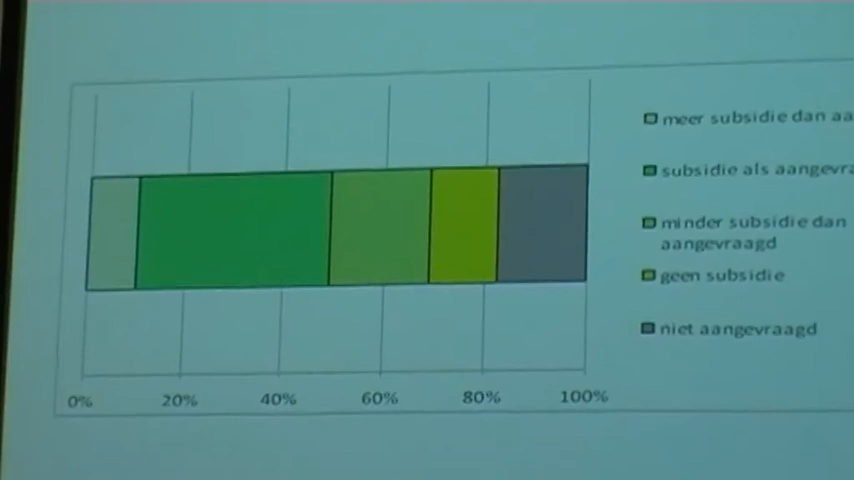 meer subsidie dan
subsidie als
minder subsidie dan
aangevraagd
geen subsidie
niet aangevraagd
0% 20% 40% 60% 80% 100%